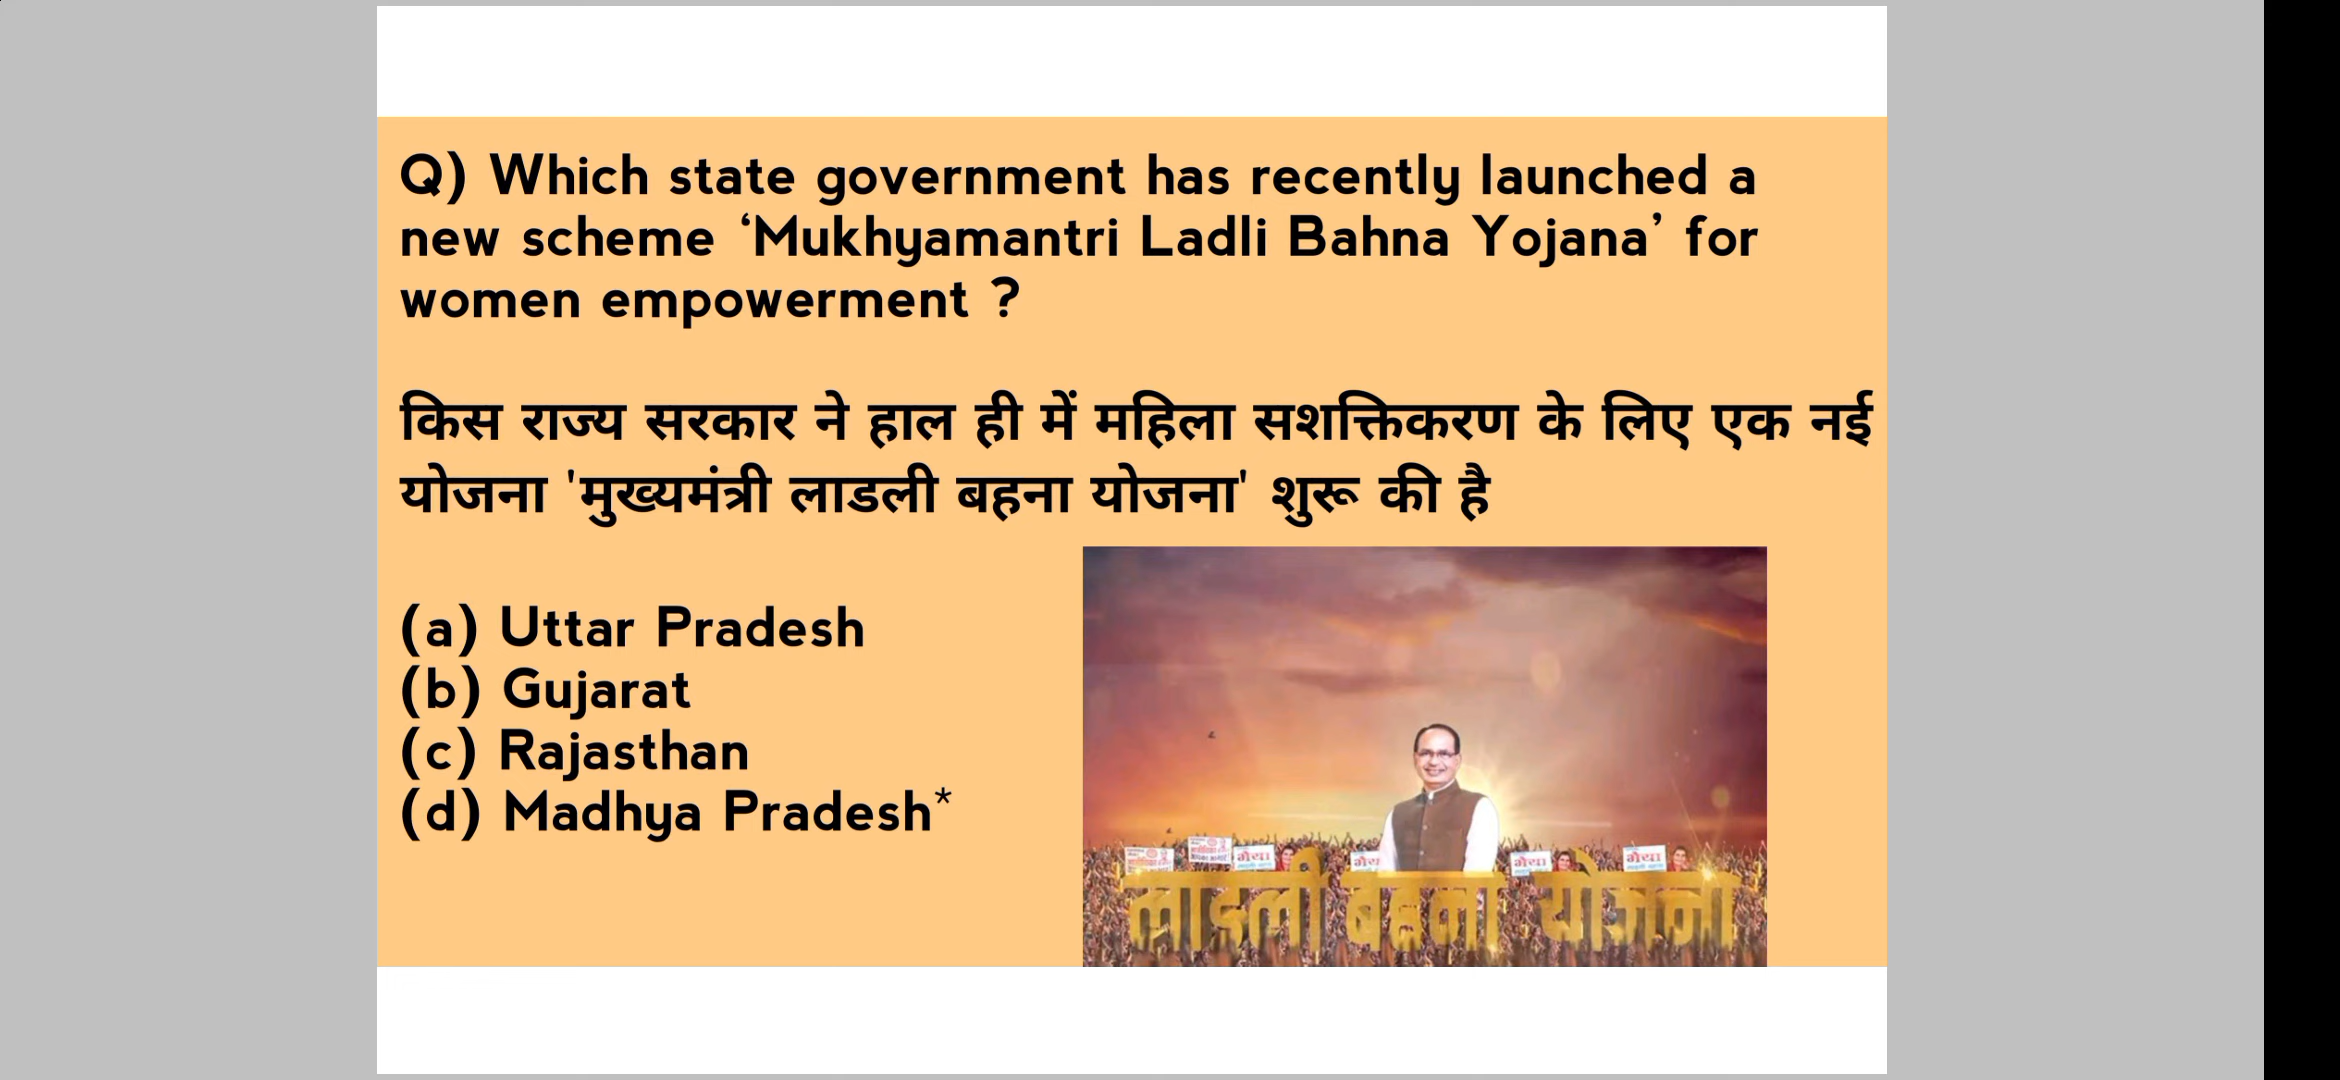 Q) Which state government has recently launched a
new scheme ‘Mukhyamantri Ladli Bahna Yojana’ for
women empowerment ?
किस राज्य सरकार ने हाल ही में महिला सशक्तिकरण के लिए एक नई
योजना 'मुख्यमंत्री लाडली बहना योजना' शुरू की है
(a) Uttar Pradesh
(b) Gujarat
(c) Rajasthan
(d) Madhya Pradesh*
भैया
भैया
भैया
लाडली बहना योजना